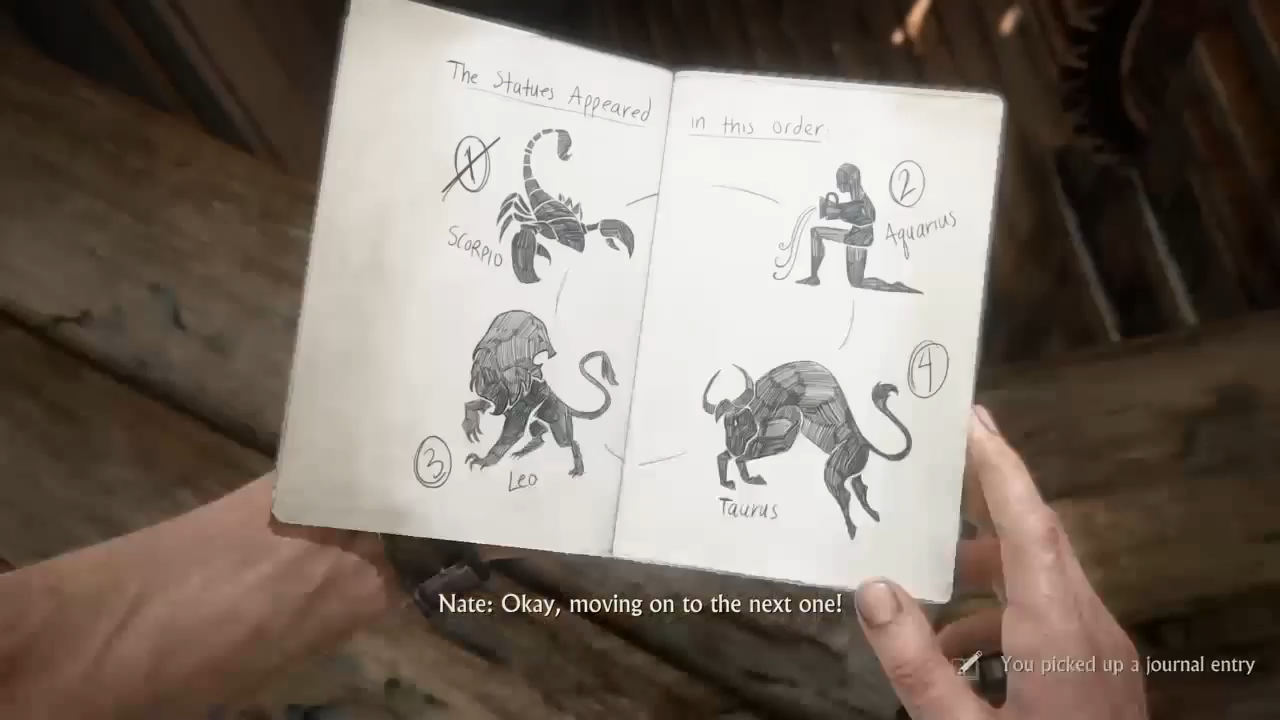 The Statues Appeared
in this order:
1
SCORPIO
2
Aquarius
3
Leo
4
Taurus
Nate: Okay, moving on to the next one!
You picked up a journal entry